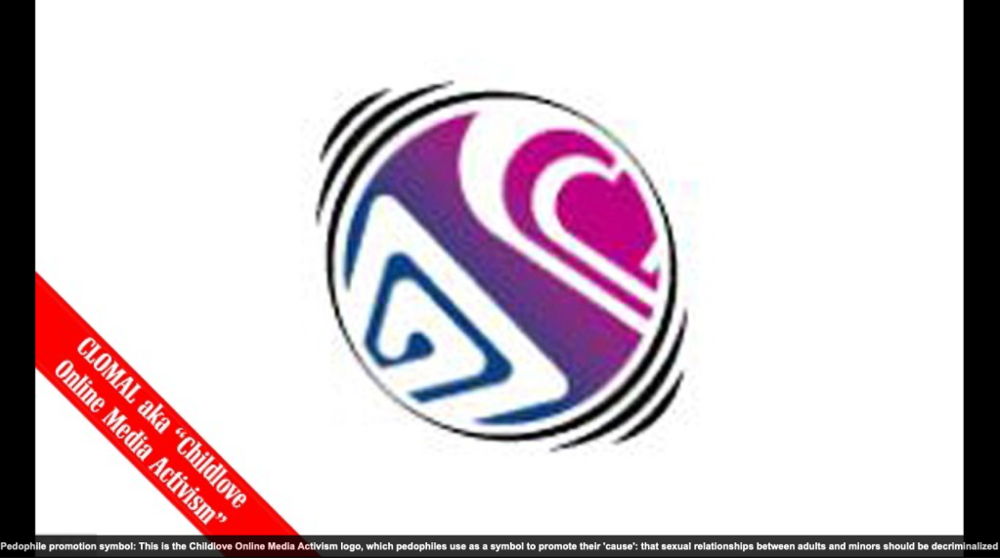 CLOMAL aka “Childlove
Online Media Activism”
Pedophile promotion symbol: This is the Childlove Online Media Activism logo, which pedophiles use as a symbol to promote their 'cause': that sexual relationships between adults and minors should be decriminalized